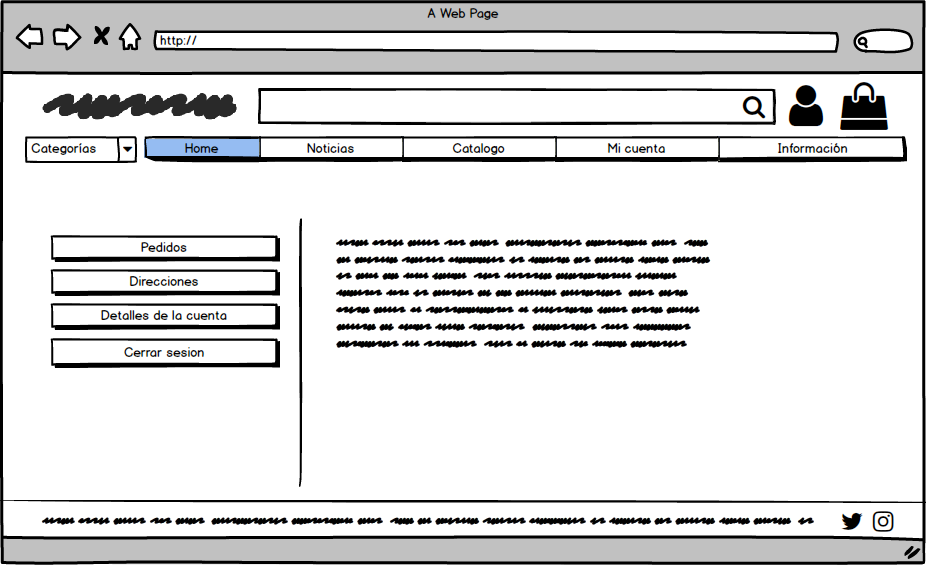 A Web Page
http://
Categorías
Home
Noticias
Catalogo
Mi cuenta
Información
Pedidos
Direcciones
Detalles de la cuenta
Cerrar sesion